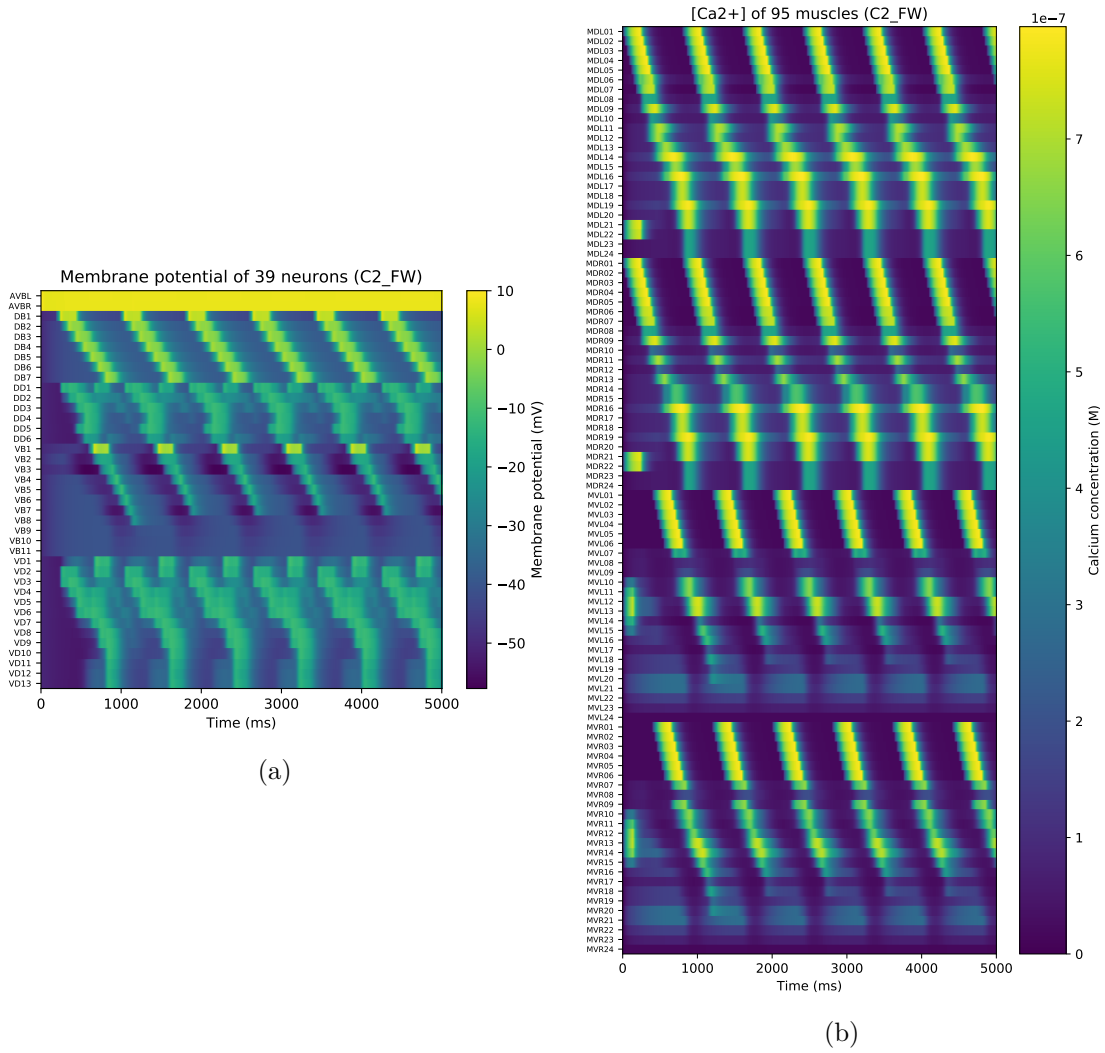 Membrane potential of 39 neurons (C2_FW)
AVBL
AVBR
DB1
DB2
DB3
DB4
DB5
DB6
DB7
DD1
DD2
DD3
DD4
DD5
DD6
VB1
VB2
VB3
VB4
VB5
VB6
VB7
VB8
VB9
VB10
VB11
VD1
VD2
VD3
VD4
VD5
VD6
VD7
VD8
VD9
VD10
VD11
VD12
VD13
0 1000 2000 3000 4000 5000
Time (ms)
10
0
−10
−20
−30
−40
−50
Membrane potential (mV)
(a)
[Ca2+] of 95 muscles (C2_FW)
MDL01
MDL02
MDL03
MDL04
MDL05
MDL06
MDL07
MDL08
MDL09
MDL10
MDL11
MDL12
MDL13
MDL14
MDL15
MDL16
MDL17
MDL18
MDL19
MDL20
MDL21
MDL22
MDL23
MDL24
MDR01
MDR02
MDR03
MDR04
MDR05
MDR06
MDR07
MDR08
MDR09
MDR10
MDR11
MDR12
MDR13
MDR14
MDR15
MDR16
MDR17
MDR18
MDR19
MDR20
MDR21
MDR22
MDR23
MDR24
MVL01
MVL02
MVL03
MVL04
MVL05
MVL06
MVL07
MVL08
MVL09
MVL10
MVL11
MVL12
MVL13
MVL14
MVL15
MVL16
MVL17
MVL18
MVL19
MVL20
MVL21
MVL22
MVL23
MVL24
MVR01
MVR02
MVR03
MVR04
MVR05
MVR06
MVR07
MVR08
MVR09
MVR10
MVR11
MVR12
MVR13
MVR14
MVR15
MVR16
MVR17
MVR18
MVR19
MVR20
MVR21
MVR22
MVR23
MVR24
0 1000 2000 3000 4000 5000
Time (ms)
1e−7
7
6
5
4
3
2
1
0
Calcium concentration (M)
(b)